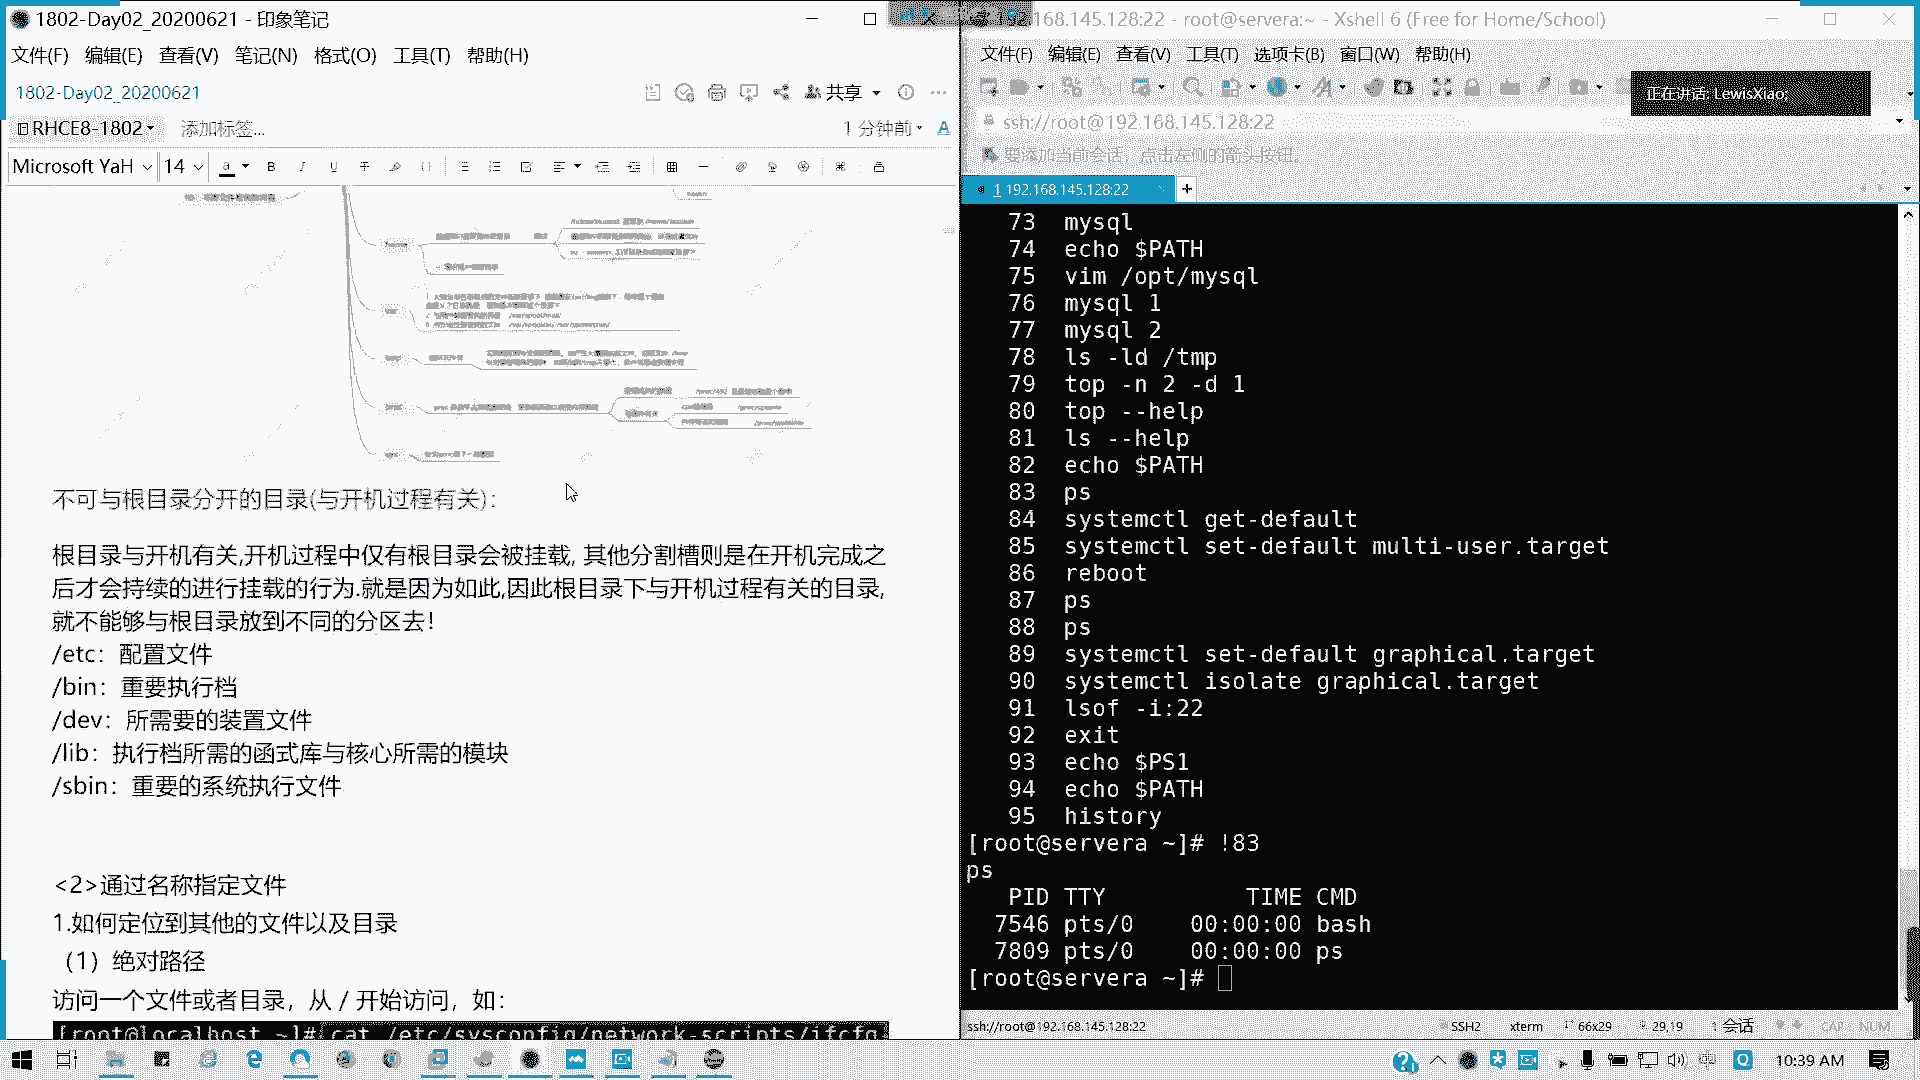 1802-Day02_20200621 - 印象笔记
文件(F) 编辑(E) 查看(V) 笔记(N) 格式(O) 工具(T) 帮助(H)
1802-Day02_20200621
共享
RHCE8-1802
添加标签...
1 分钟前
Microsoft YaH
14
不可与根目录分开的目录(与开机过程有关):
根目录与开机有关,开机过程中仅有根目录会被挂载, 其他分割槽则是在开机完成之
后才会持续的进行挂载的行为.就是因为如此,因此根目录下与开机过程有关的目录,
就不能够与根目录放到不同的分区去！
/etc：配置文件
/bin：重要执行档
/dev：所需要的装置文件
/lib：执行档所需的函式库与核心所需的模块
/sbin：重要的系统执行文件
<2>通过名称指定文件
1.如何定位到其他的文件以及目录
（1）绝对路径
访问一个文件或者目录，从 / 开始访问，如：
[root@localhost ~]# cat /etc/sysconfig/network-scripts/ifcfg
192.168.145.128:22 - root@servera:~ - Xshell 6 (Free for Home/School)
文件(F) 编辑(E) 查看(V) 工具(T) 选项卡(B) 窗口(W) 帮助(H)
正在讲话: LewisXiao;
ssh://root@192.168.145.128:22
要添加当前会话，点击左侧的箭头按钮。
1 192.168.145.128:22
73 mysql
74 echo $PATH
75 vim /opt/mysql
76 mysql 1
77 mysql 2
78 ls -ld /tmp
79 top -n 2 -d 1
80 top --help
81 ls --help
82 echo $PATH
83 ps
84 systemctl get-default
85 systemctl set-default multi-user.target
86 reboot
87 ps
88 ps
89 systemctl set-default graphical.target
90 systemctl isolate graphical.target
91 lsof -i:22
92 exit
93 echo $PS1
94 echo $PATH
95 history
[root@servera ~]# !83
ps
PID TTY TIME CMD
7546 pts/0 00:00:00 bash
7809 pts/0 00:00:00 ps
[root@servera ~]#
ssh://root@192.168.145.128:22
SSH2
xterm
66x29
29,19
1 会话
CAP NUM
10:39 AM